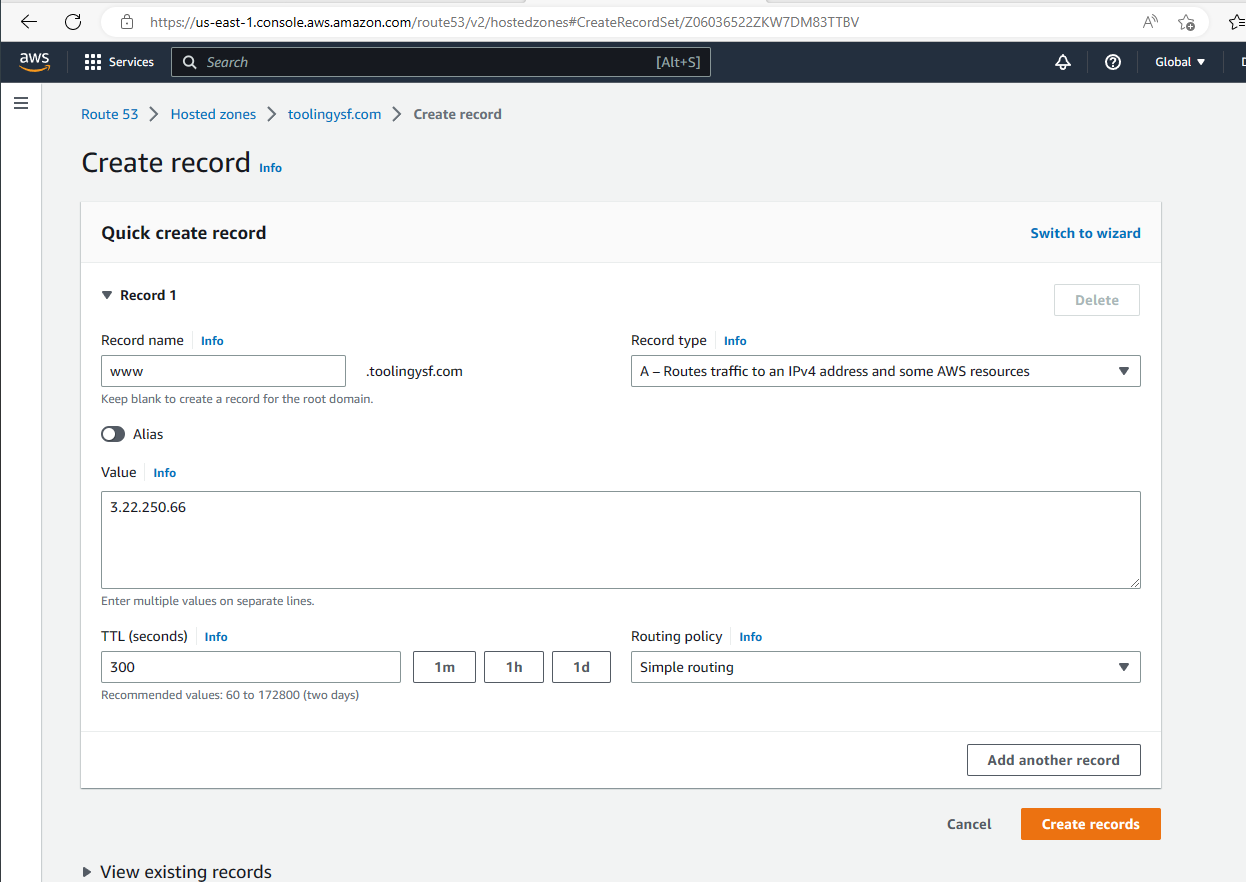 https://us-east-1.console.aws.amazon.com/route53/v2/hostedzones#CreateRecordSet/Z06036522ZKW7DM83TTBV
aws Services Search [Alt+S] Global
Route 53 Hosted zones toolingysf.com Create record
Create record Info
Quick create record Switch to wizard
Record 1 Delete
Record name Info Record type Info
www .toolingysf.com A – Routes traffic to an IPv4 address and some AWS resources
Keep blank to create a record for the root domain.
Alias
Value Info
3.22.250.66
Enter multiple values on separate lines.
TTL (seconds) Info Routing policy Info
300 1m 1h 1d Simple routing
Recommended values: 60 to 172800 (two days)
Add another record
Cancel Create records
View existing records